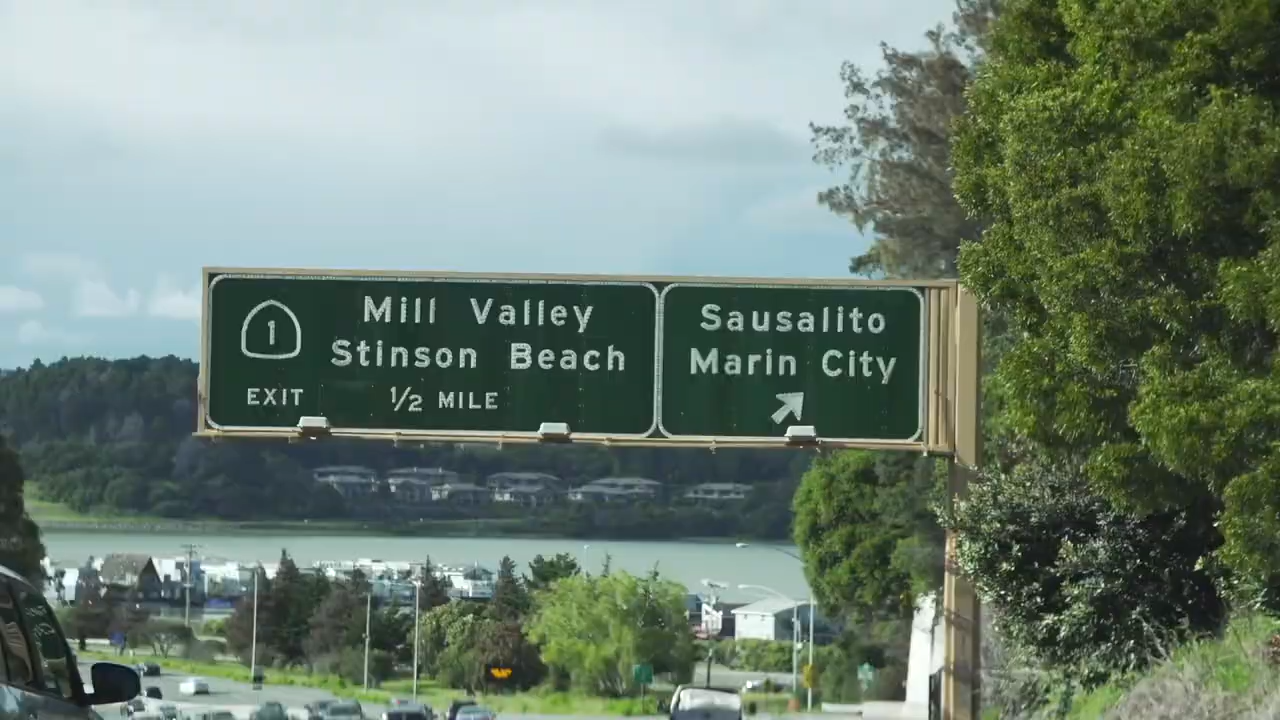 1
Mill Valley
Stinson Beach
EXIT 1/2 MILE
Sausalito
Marin City